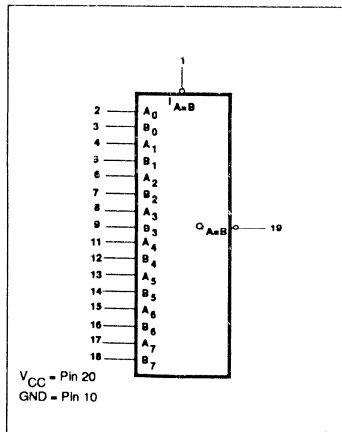 1
I A=B
2 A0
3 B0
4 A1
5 B1
6 A2
7 B2
8 A3
9 B3 O A=B 19
11 A4
12 B4
13 A5
14 B5
15 A6
16 B6
17 A7
18 B7
VCC = Pin 20
GND = Pin 10